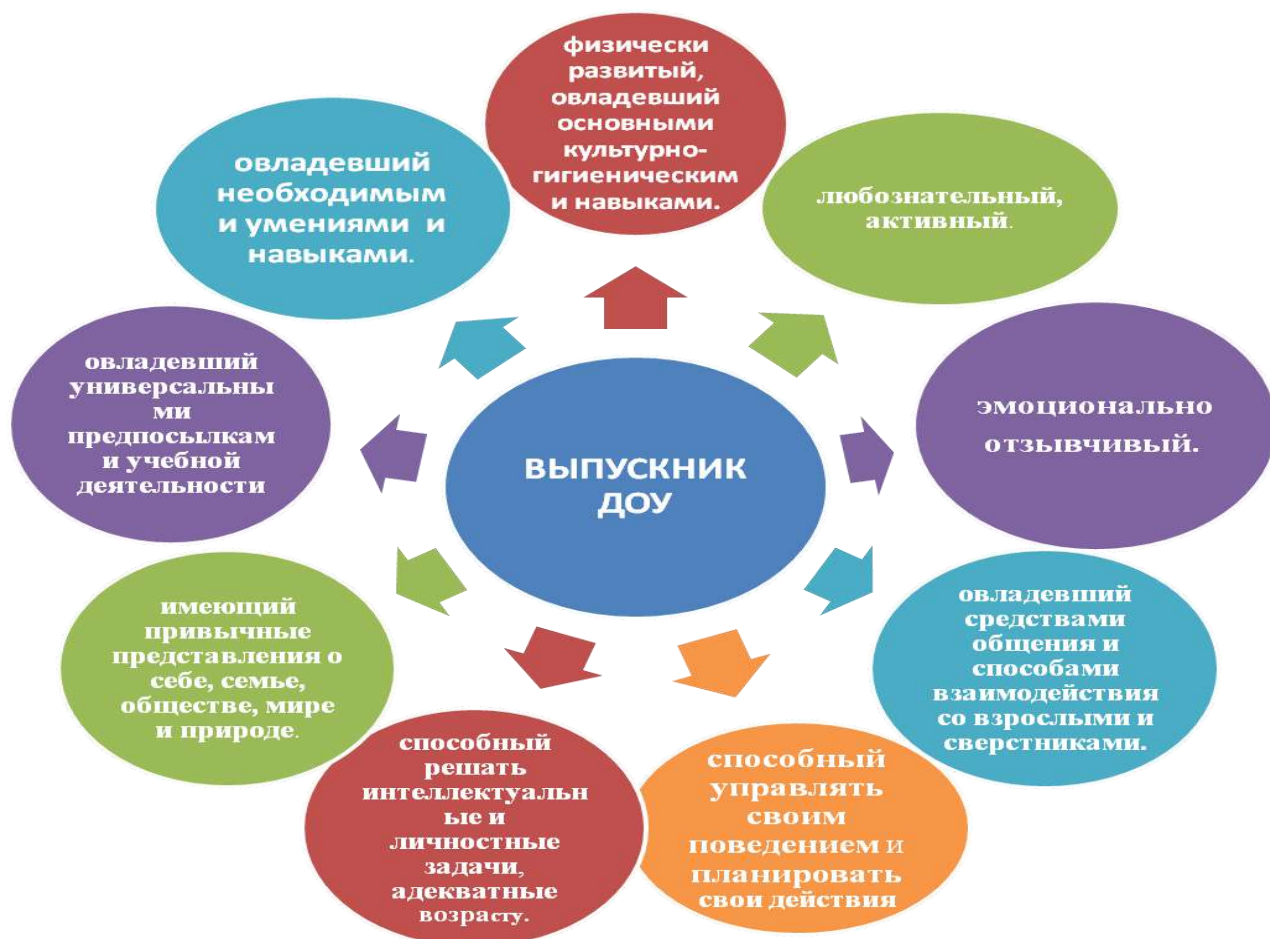 физически
развитый,
овладевший
основными
культурно-
гигиеническим
и навыками.
любознательный,
активный.
эмоционально
отзывчивый.
овладевший
средствами
общения и
способами
взаимодействия
со взрослыми и
сверстниками.
способный
управлять
своим
поведением и
планировать
свои действия
способный
решать
интеллектуальн
ые и
личностные
задачи,
адекватные
возрасту.
имеющий
привычные
представления о
себе, семье,
обществе, мире
и природе.
овладевший
универсальны
ми
предпосылкам
и учебной
деятельности
овладевший
необходимым
и умениями и
навыками.
ВЫПУСКНИК
ДОУ